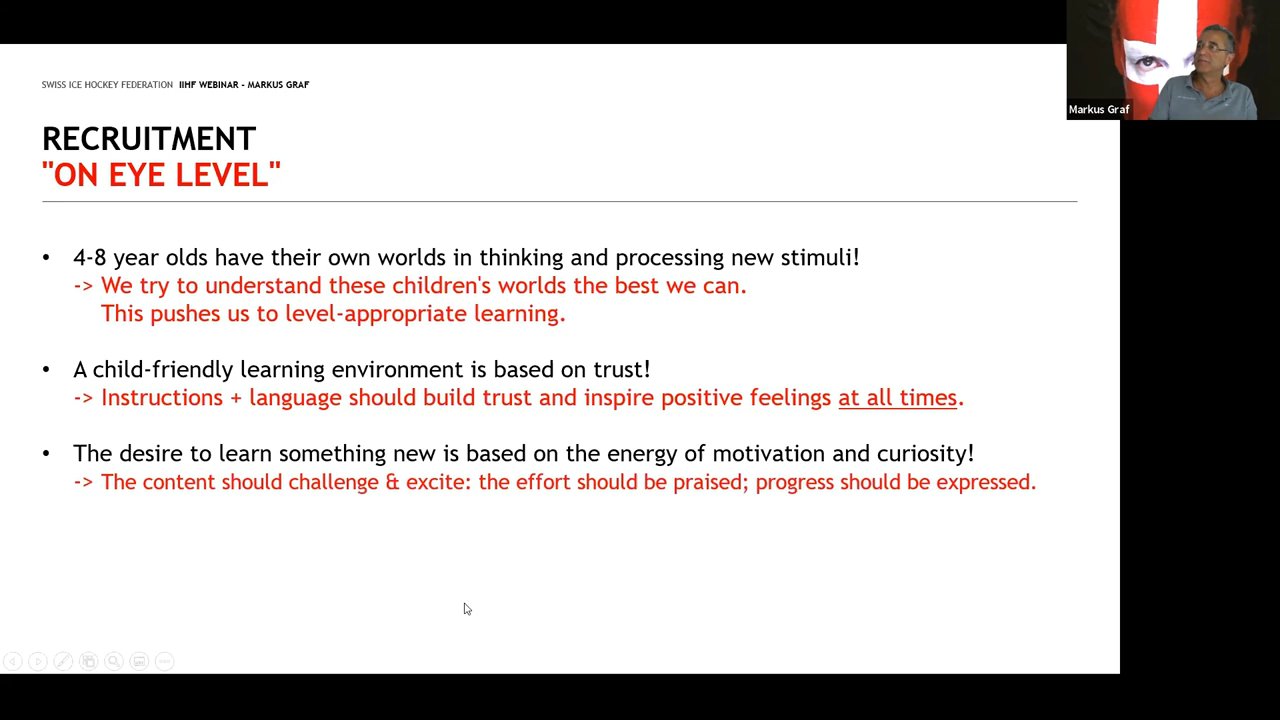 SWISS ICE HOCKEY FEDERATION IIHF WEBINAR - MARKUS GRAF
Markus Graf
RECRUITMENT
"ON EYE LEVEL"
• 4-8 year olds have their own worlds in thinking and processing new stimuli!
-> We try to understand these children's worlds the best we can.
This pushes us to level-appropriate learning.
• A child-friendly learning environment is based on trust!
-> Instructions + language should build trust and inspire positive feelings at all times.
• The desire to learn something new is based on the energy of motivation and curiosity!
-> The content should challenge & excite: the effort should be praised; progress should be expressed.